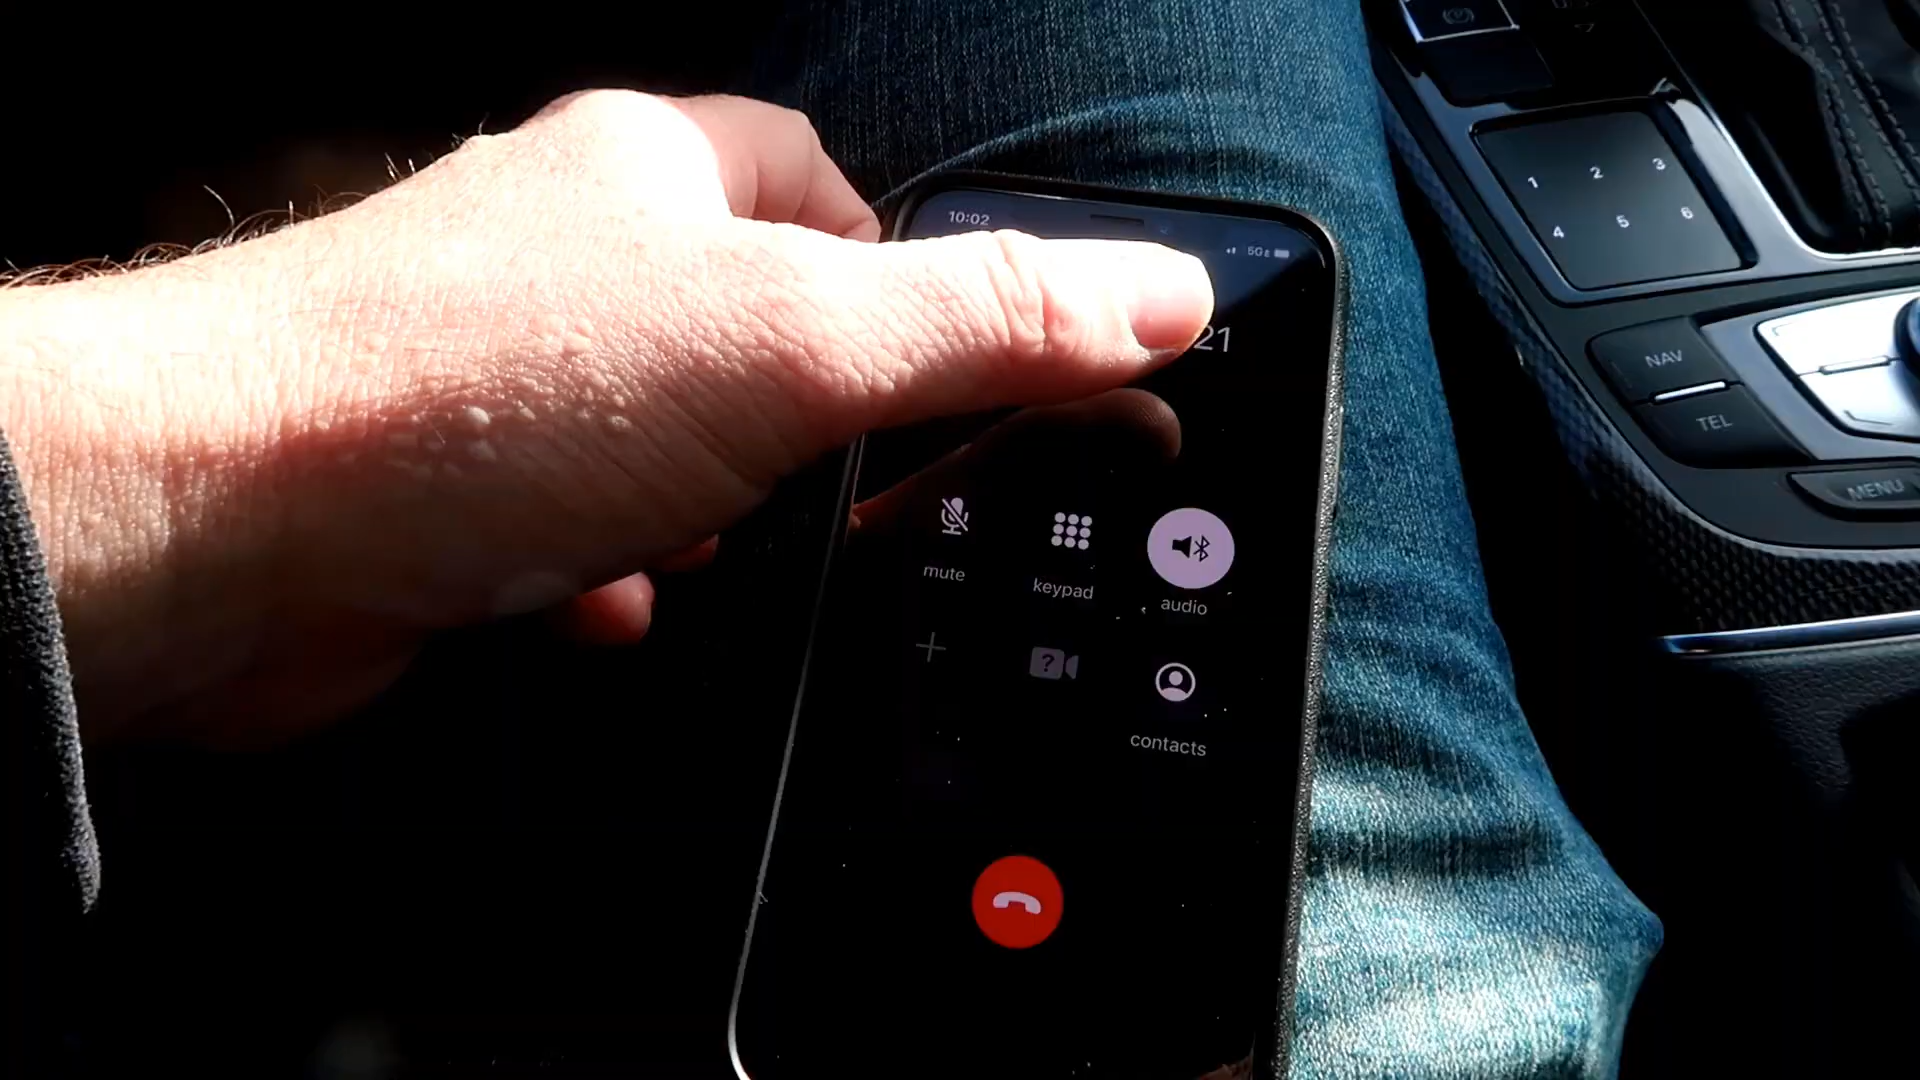 10:02
5G E
21
mute
keypad
audio
?
contacts
1 2 3
4 5 6
NAV
TEL
MENU